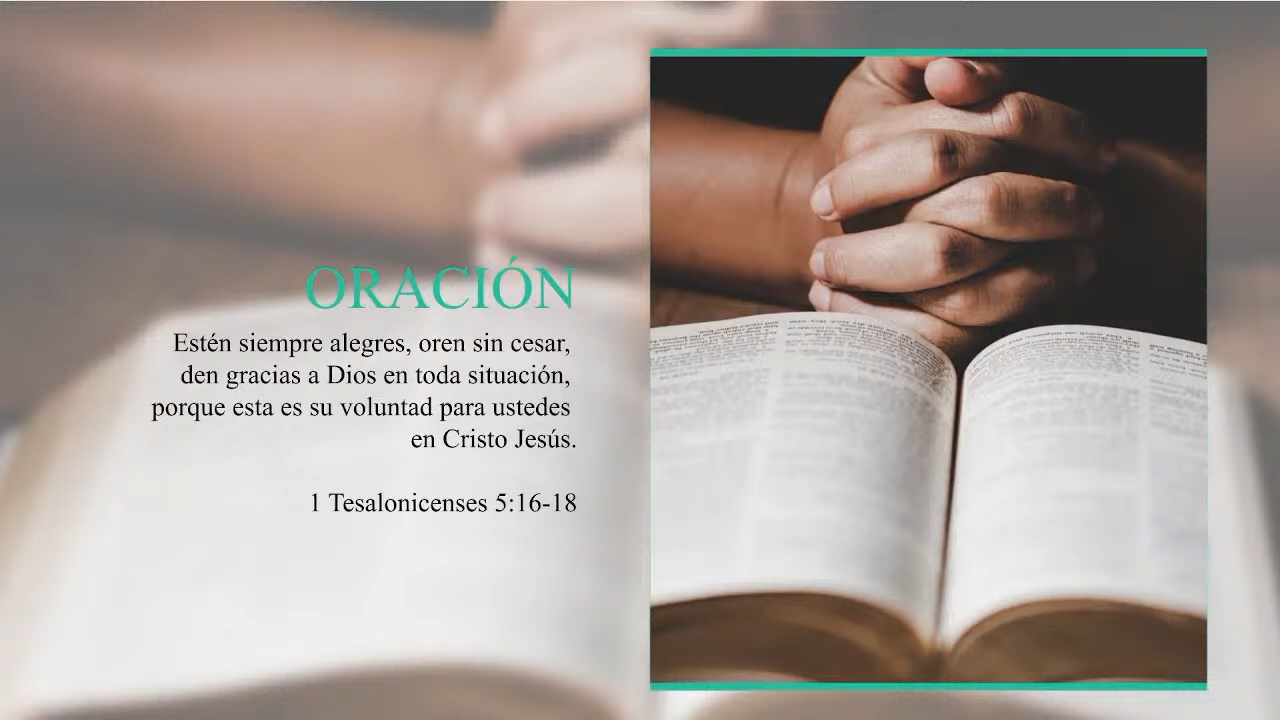 ORACIÓN
Estén siempre alegres, oren sin cesar,
den gracias a Dios en toda situación,
porque esta es su voluntad para ustedes
en Cristo Jesús.
1 Tesalonicenses 5:16-18